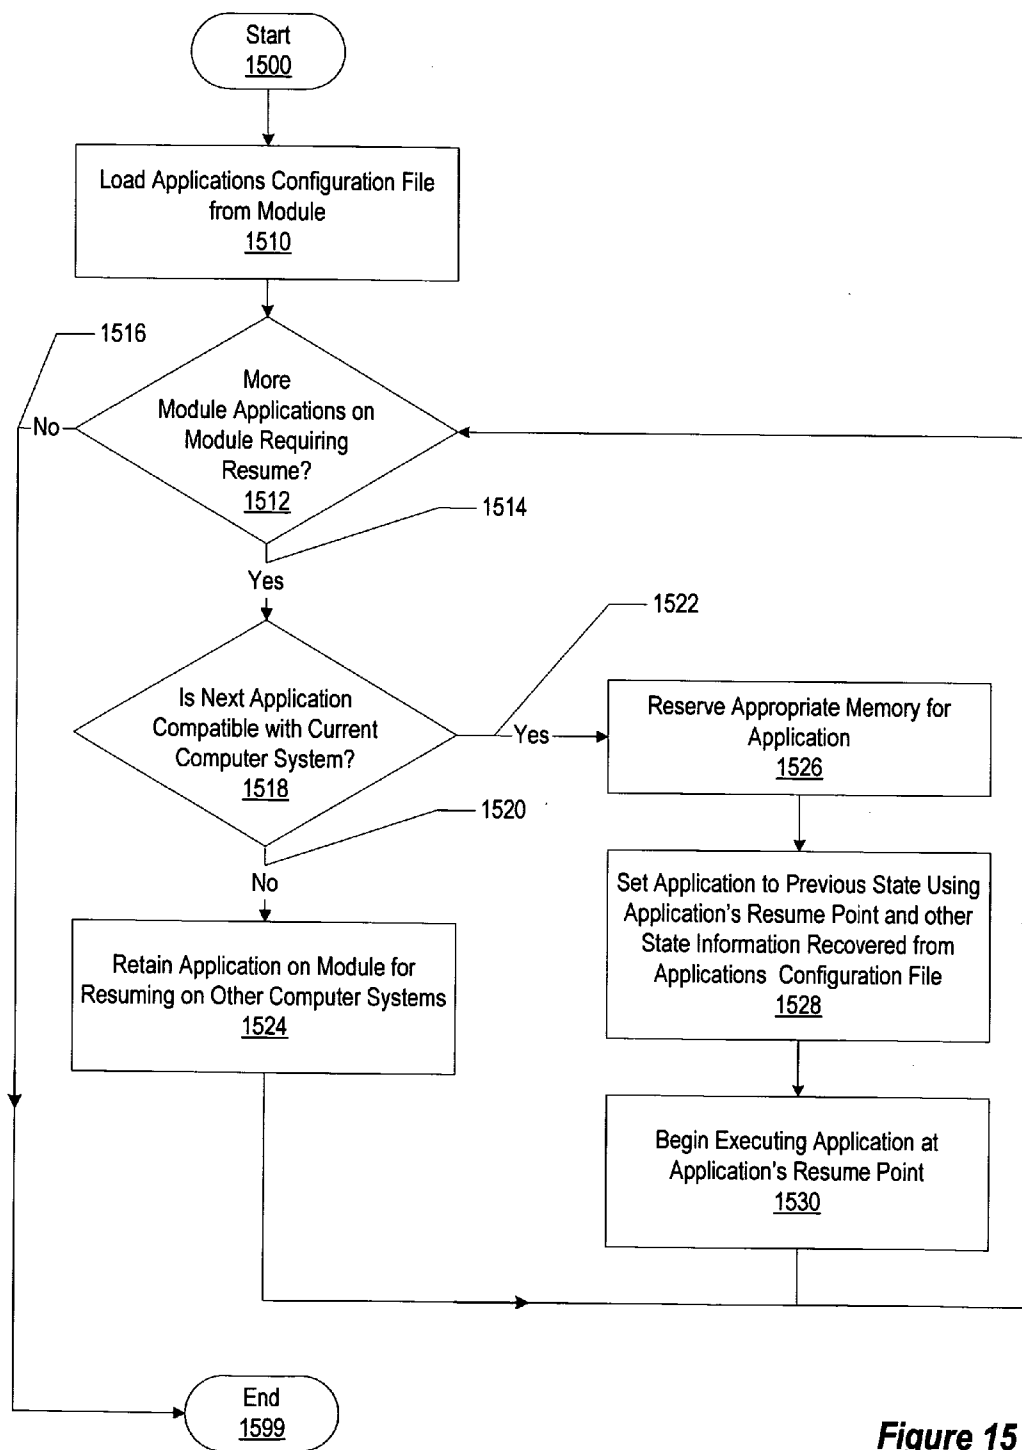 Start
1500
Load Applications Configuration File
from Module
1510
1516
More
Module Applications on
Module Requiring
Resume?
1512
No
1514
Yes
1522
Is Next Application
Compatible with Current
Computer System?
1518
Yes
Reserve Appropriate Memory for
Application
1526
1520
No
Set Application to Previous State Using
Application's Resume Point and other
State Information Recovered from
Applications Configuration File
1528
Retain Application on Module for
Resuming on Other Computer Systems
1524
Begin Executing Application at
Application's Resume Point
1530
End
1599
Figure 15